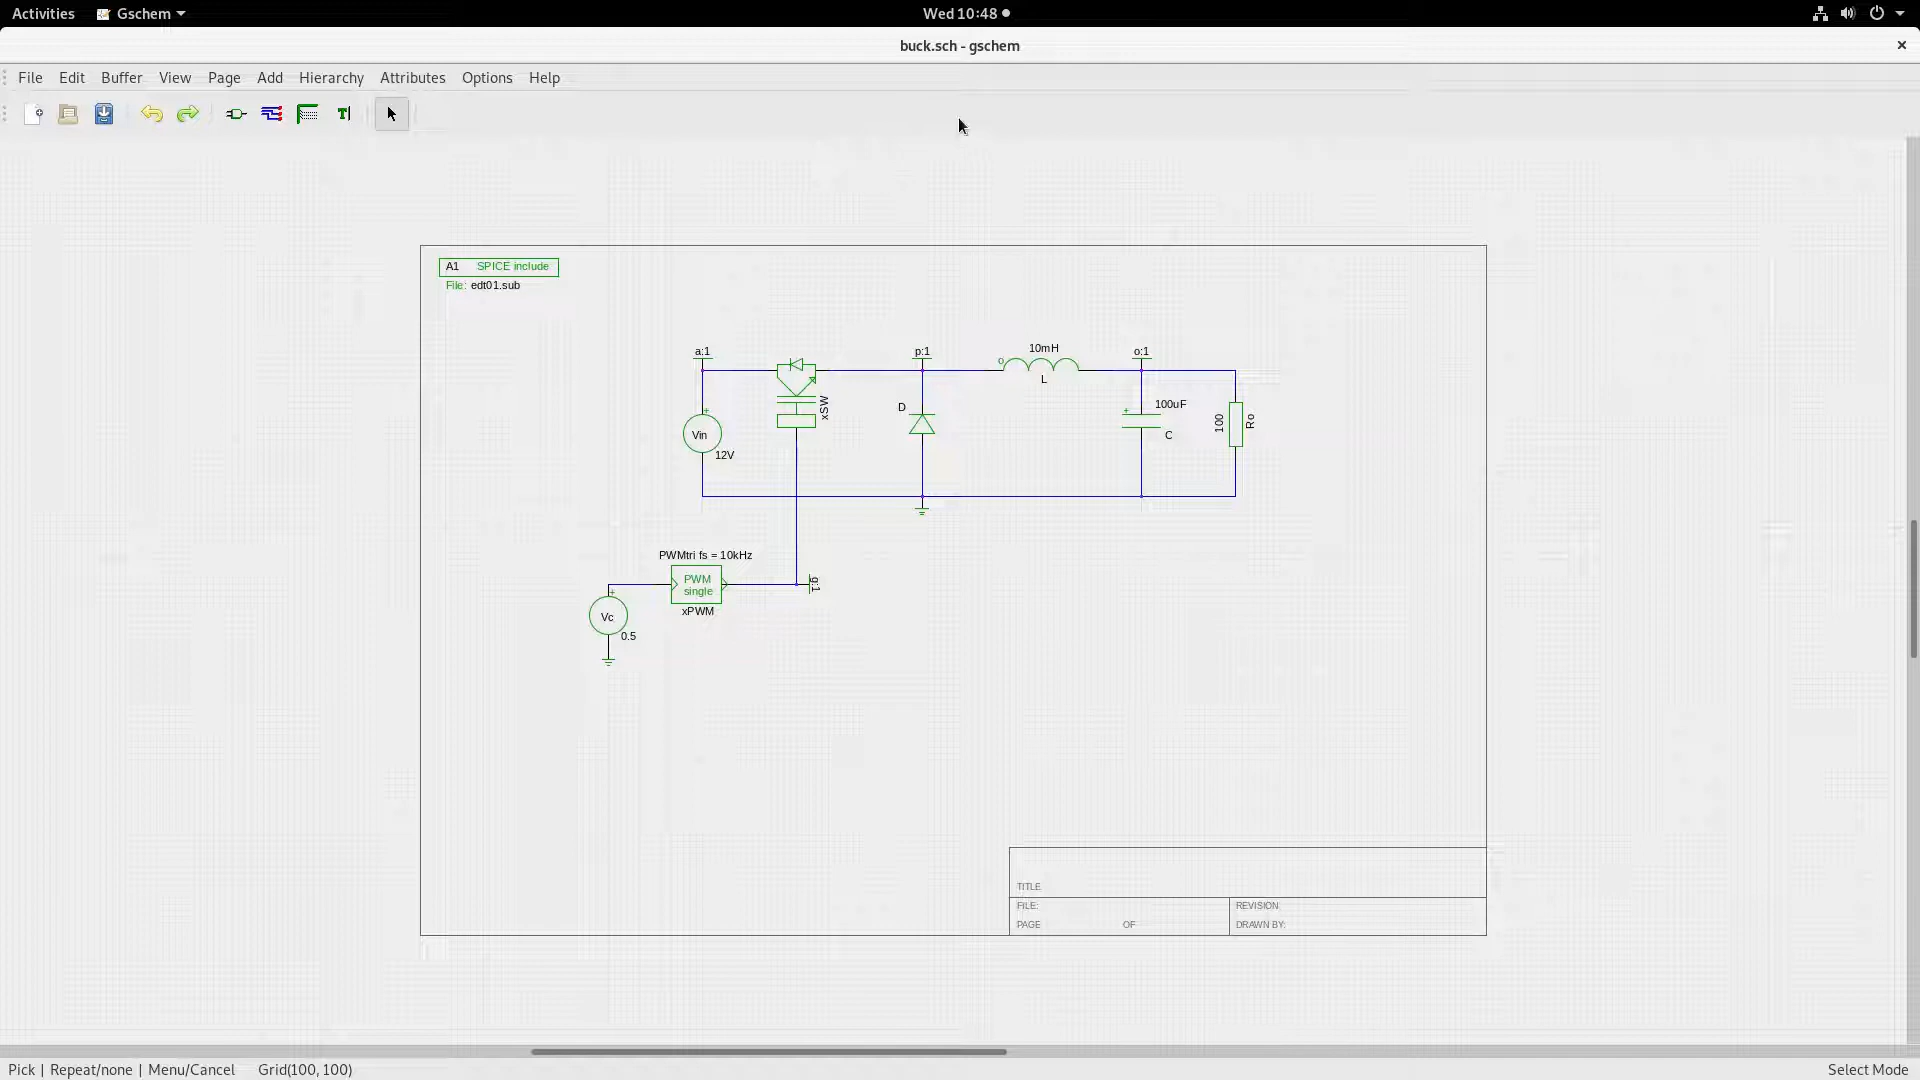 Activities Gschem Wed 10:48
buck.sch - gschem
File Edit Buffer View Page Add Hierarchy Attributes Options Help
A1 SPICE include
File: edt01.sub
a:1 p:1 10mH o:1
L
xSW D 100uF 100 Ro
Vin C
12V
PWMtri fs = 10kHz
PWM
single
g:1
xPWM
Vc
0.5
TITLE
FILE: REVISION:
PAGE OF DRAWN BY:
Pick | Repeat/none | Menu/Cancel Grid(100, 100) Select Mode